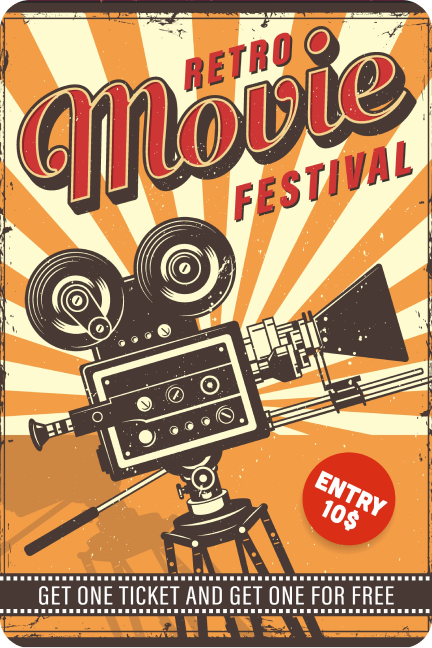 RETRO
Movie
FESTIVAL
ENTRY
10$
GET ONE TICKET AND GET ONE FOR FREE